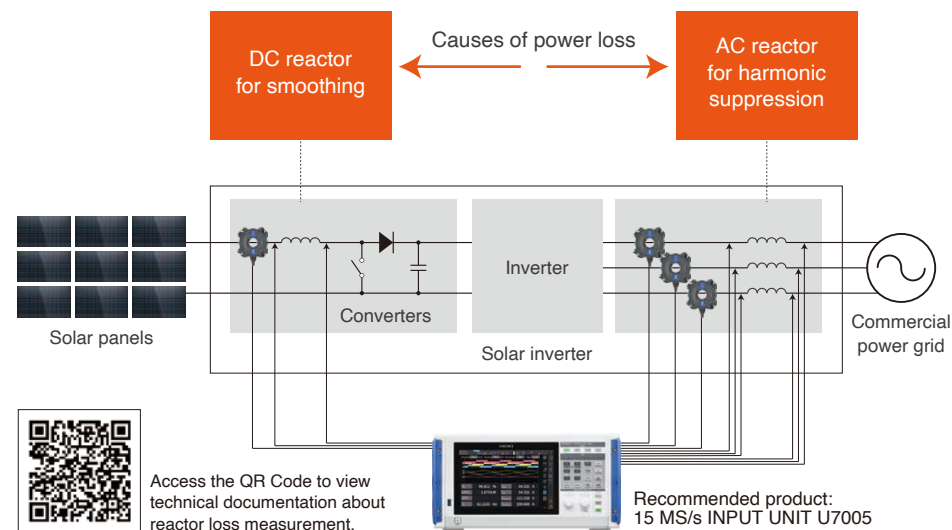 DC reactor
for smoothing
Causes of power loss
AC reactor
for harmonic
suppression
Solar panels
Converters
Inverter
Solar inverter
Commercial
power grid
Access the QR Code to view
technical documentation about
reactor loss measurement.
Recommended product:
15 MS/s INPUT UNIT U7005